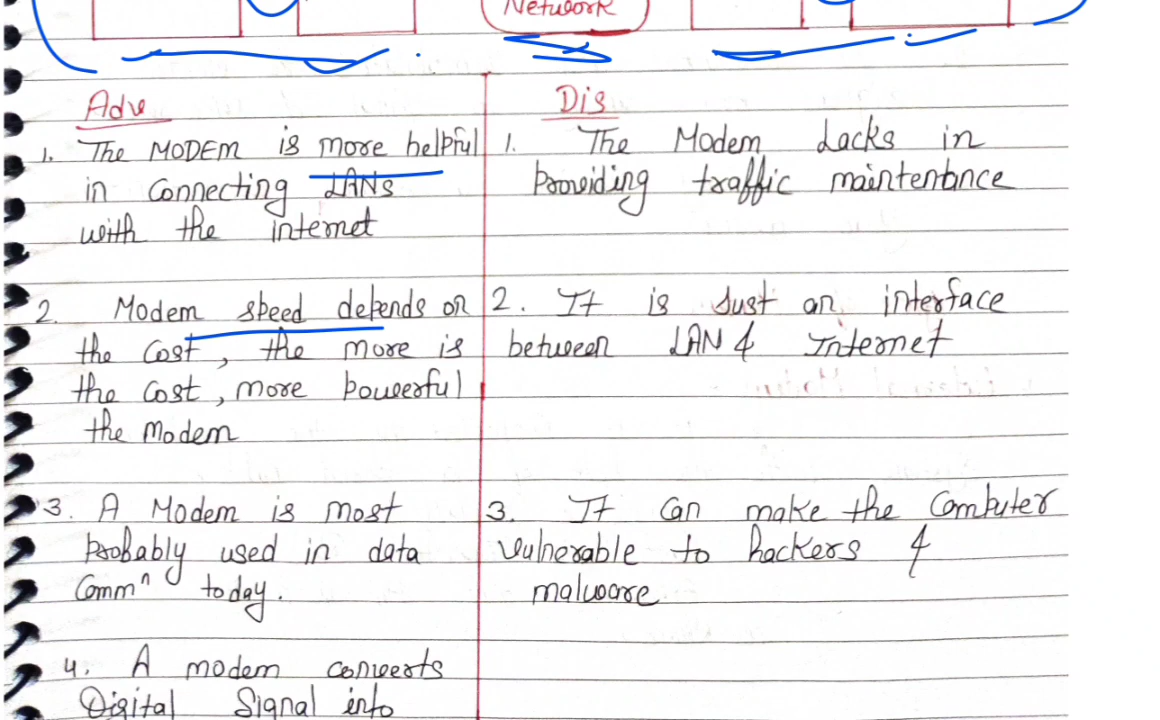 Network
Adv
1. The MODEM is more helpful
in Connecting LANs
with the internet
2. Modem speed depends on
the Cost, the more is
the Cost, more powerful
the Modem
3. A Modem is most
Probably used in data
Commⁿ today.
4. A modem converts
Digital Signal into
Dis
1. The Modem Lacks in
Providing traffic maintentance
2. It is Just an interface
between LAN & Internet
3. It Can make the Computer
Vulnerable to hackers &
malware